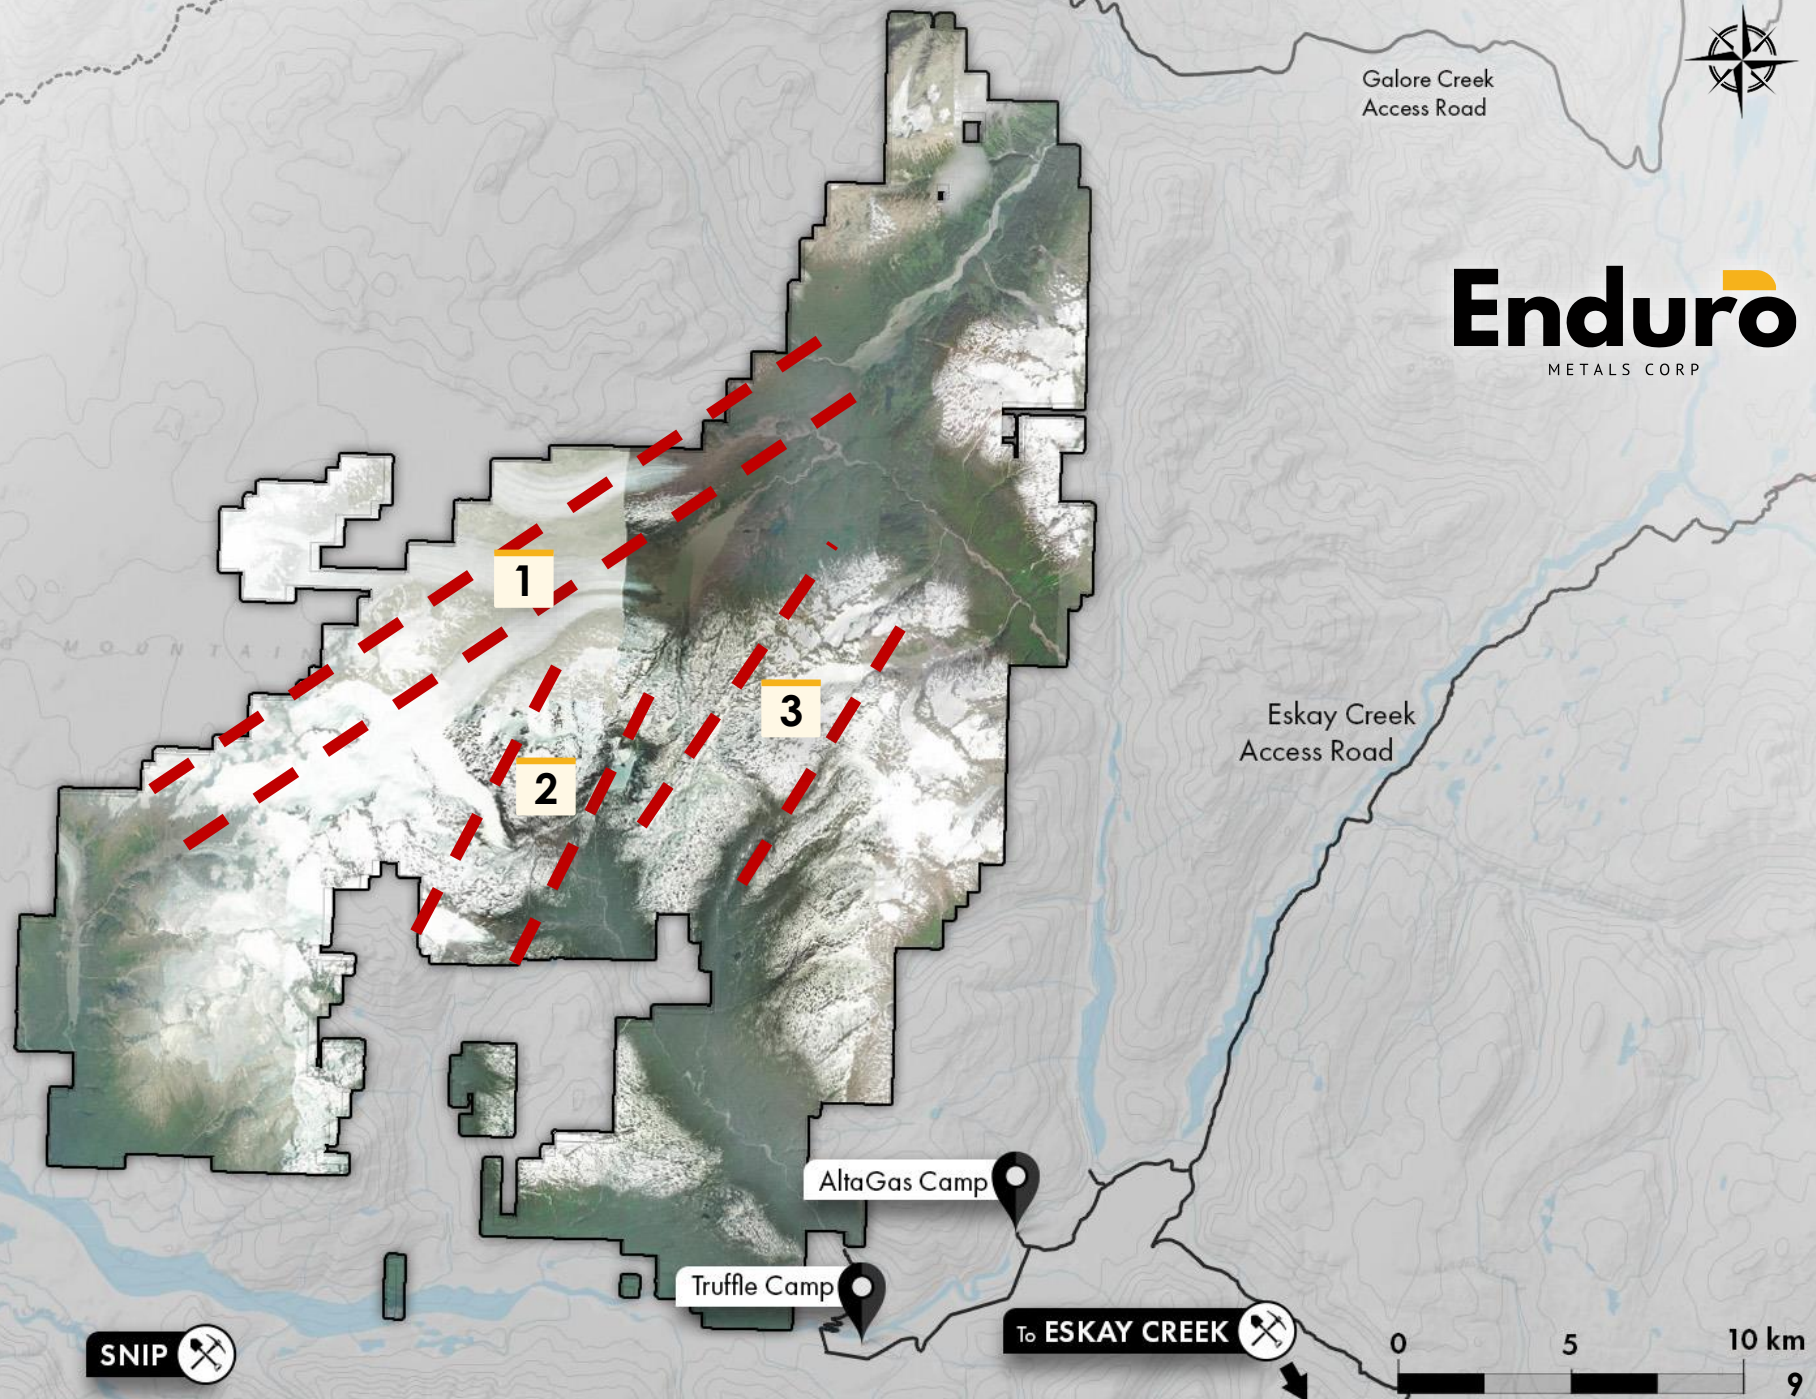 Galore Creek
Access Road
Enduro
METALS CORP
MOUNTAIN
1
2
3
Eskay Creek
Access Road
AltaGas Camp
Truffle Camp
SNIP
To ESKAY CREEK
0 5 10 km
9